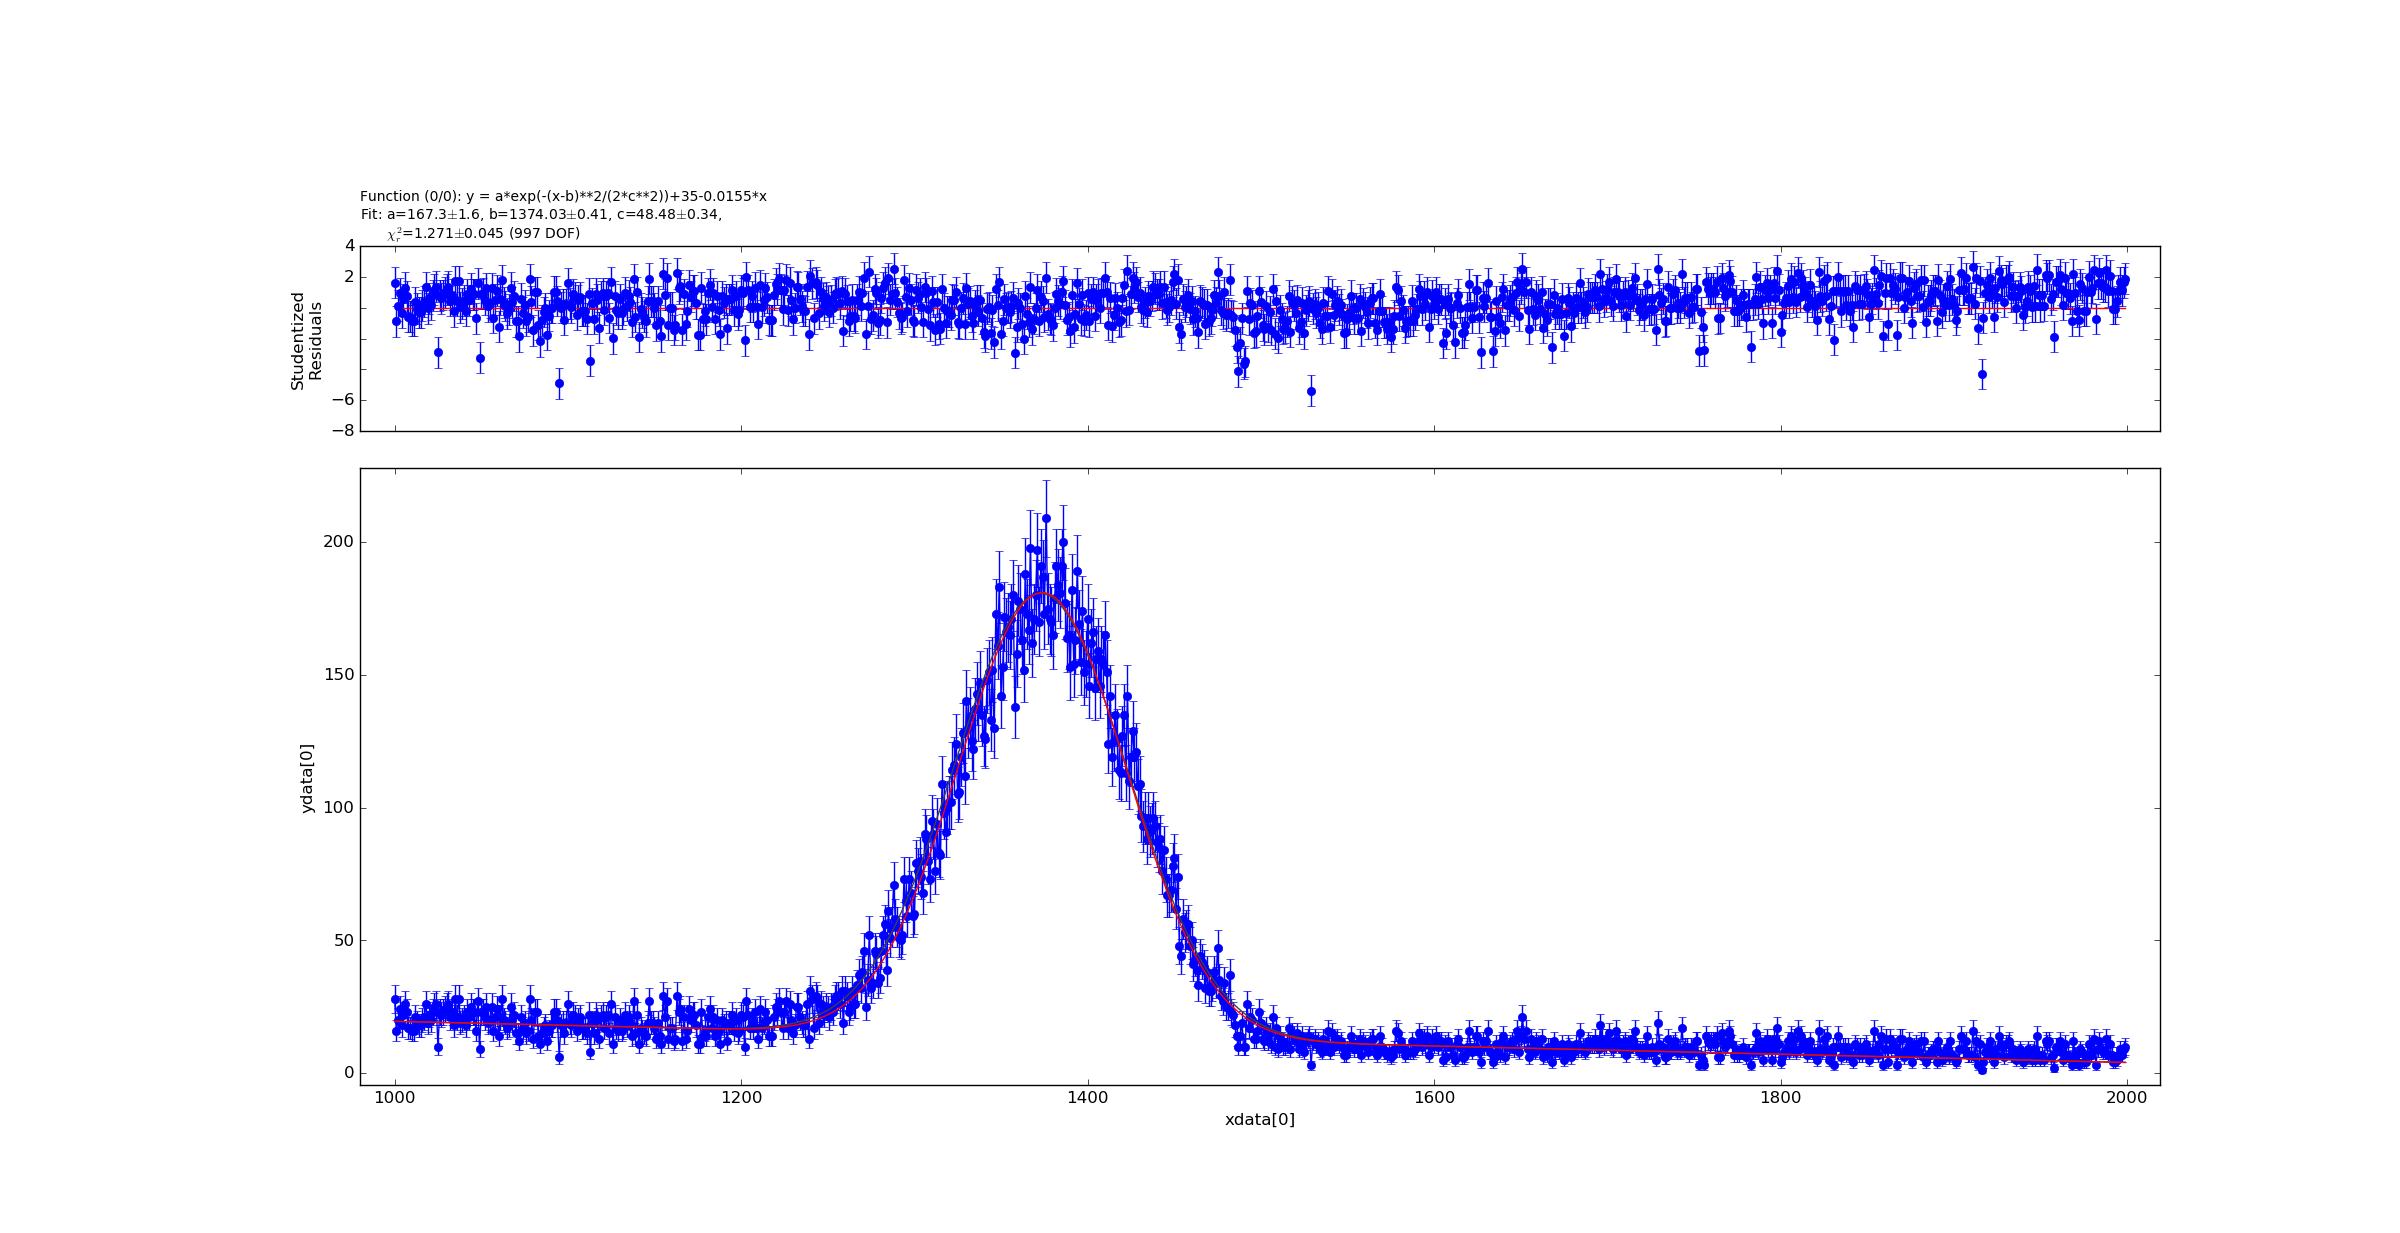 Function (0/0): y = a*exp(-(x-b)**2/(2*c**2))+35-0.0155*x
Fit: a=167.3±1.6, b=1374.03±0.41, c=48.48±0.34,
χ²ᵣ=1.271±0.045 (997 DOF)
4
2
−6
−8
Studentized
Residuals
200
150
100
50
0
ydata[0]
1000 1200 1400 1600 1800 2000
xdata[0]